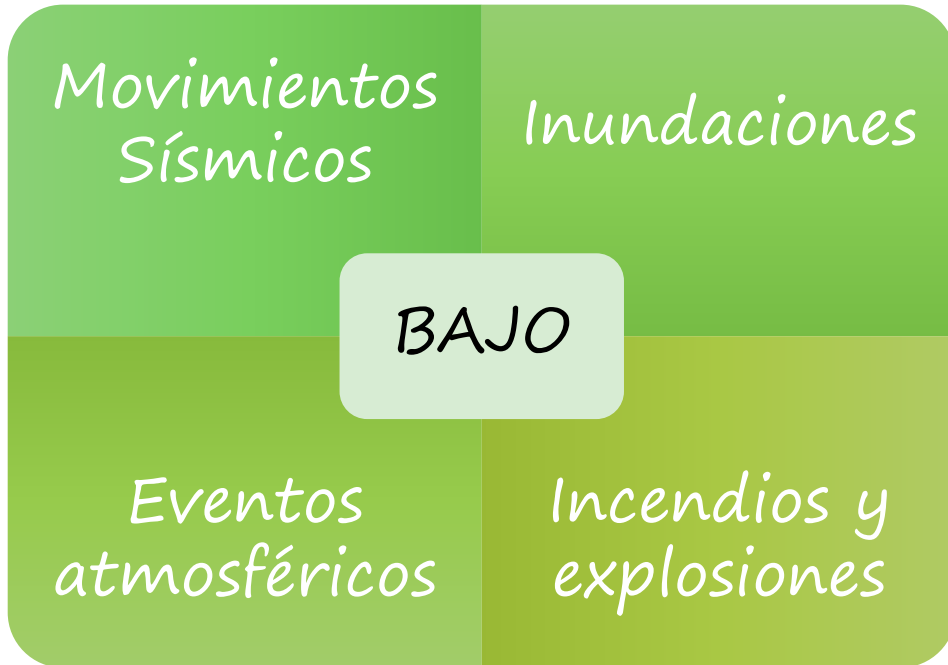 Movimientos
Sísmicos
Inundaciones
BAJO
Eventos
atmosféricos
Incendios y
explosiones